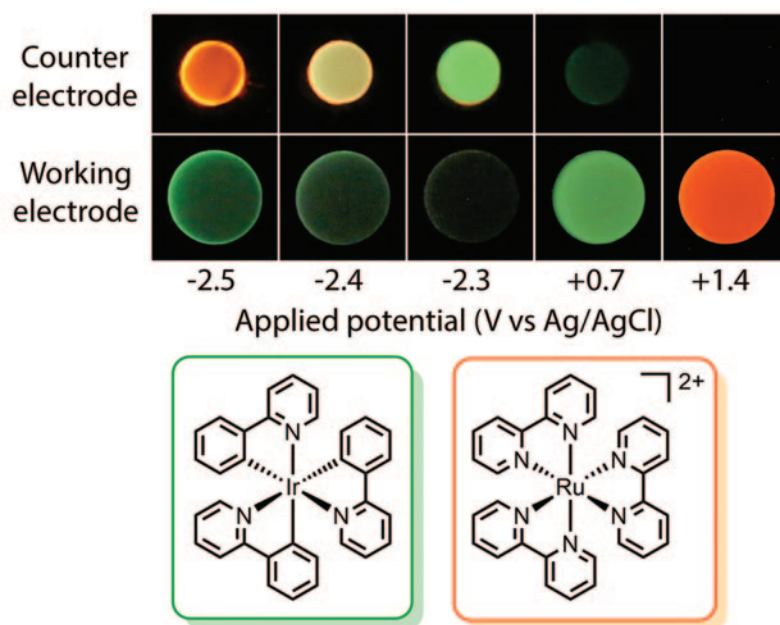 Counter
electrode
Working
electrode
-2.5 -2.4 -2.3 +0.7 +1.4
Applied potential (V vs Ag/AgCl)
N
Ir
N
N
2+
N
N
N
Ru
N
N
N